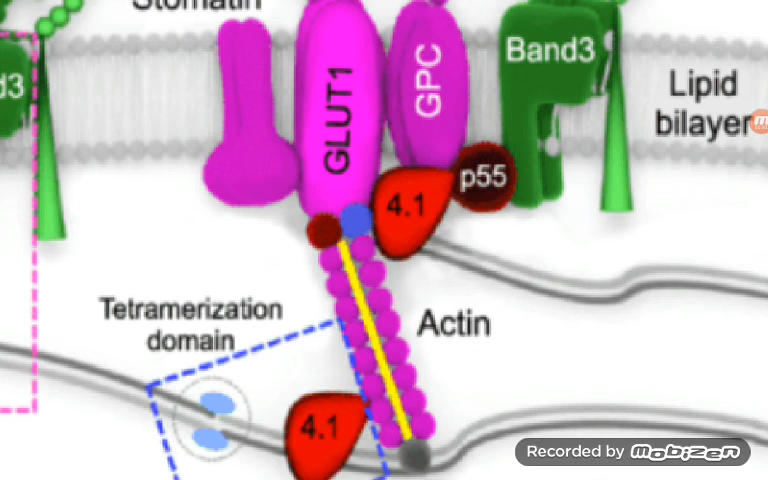 Stomatin
d3
GLUT1
GPC
Band3
Lipid
bilayer
p55
4.1
Tetramerization
domain
Actin
4.1
Recorded by mobizen